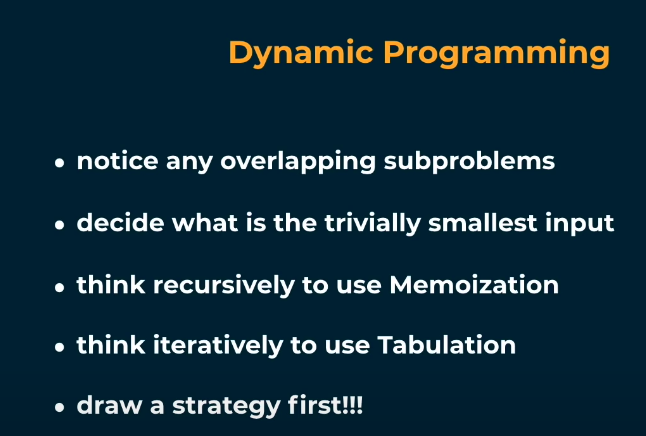 Dynamic Programming
• notice any overlapping subproblems
• decide what is the trivially smallest input
• think recursively to use Memoization
• think iteratively to use Tabulation
• draw a strategy first!!!